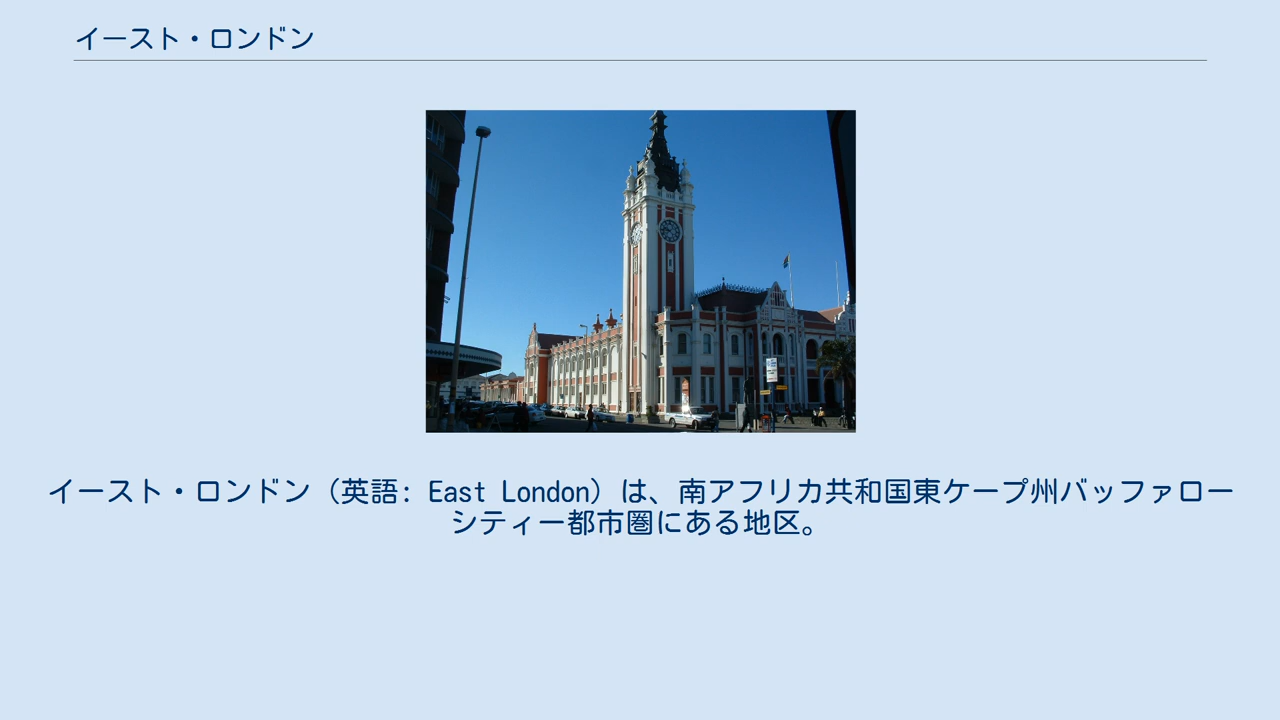 イースト・ロンドン
イースト・ロンドン（英語: East London）は、南アフリカ共和国東ケープ州バッファロー
シティー都市圏にある地区。